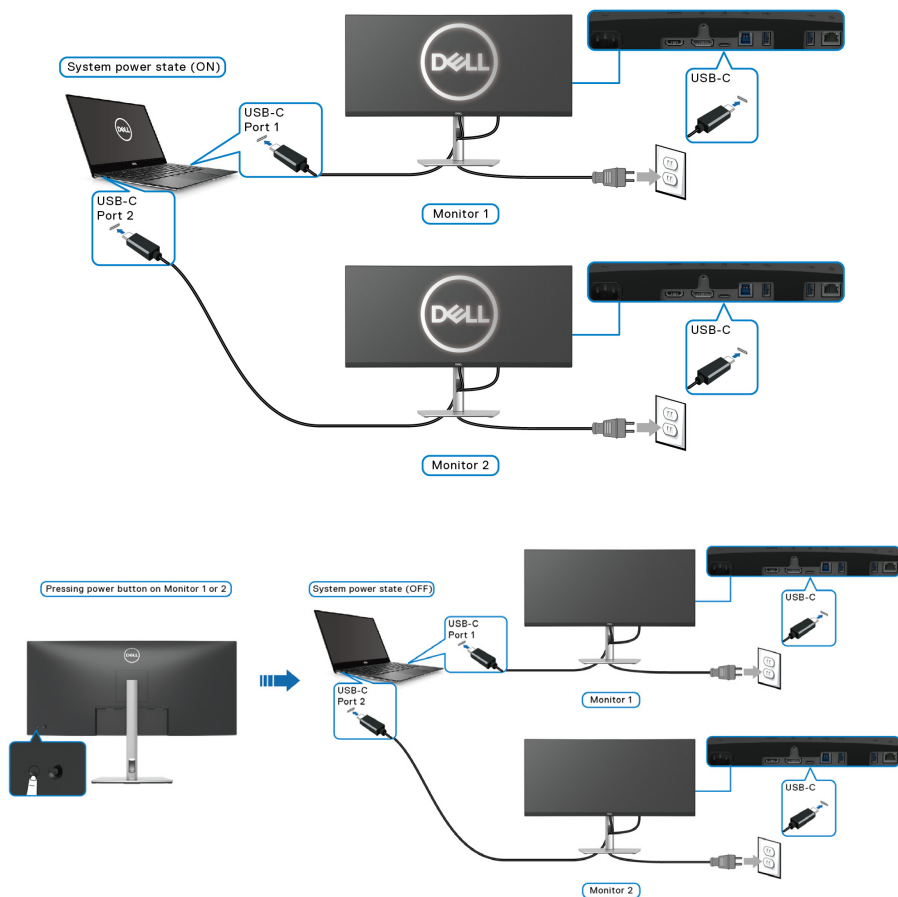 DELL
USB-C
System power state (ON)
USB-C
Port 1
DELL
USB-C
Port 2
Monitor 1
DELL
USB-C
Monitor 2
Pressing power button on Monitor 1 or 2
System power state (OFF)
USB-C
USB-C
Port 1
DELL
USB-C
Port 2
Monitor 1
USB-C
Monitor 2